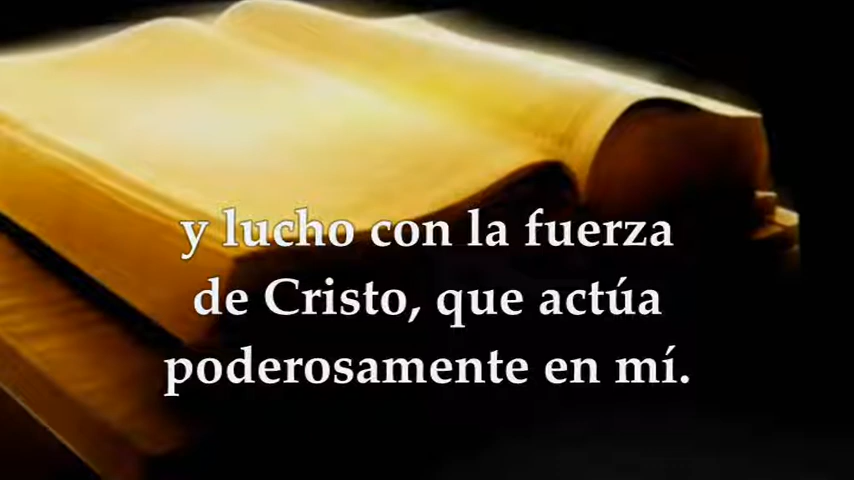 y lucho con la fuerza
de Cristo, que actúa
poderosamente en mí.